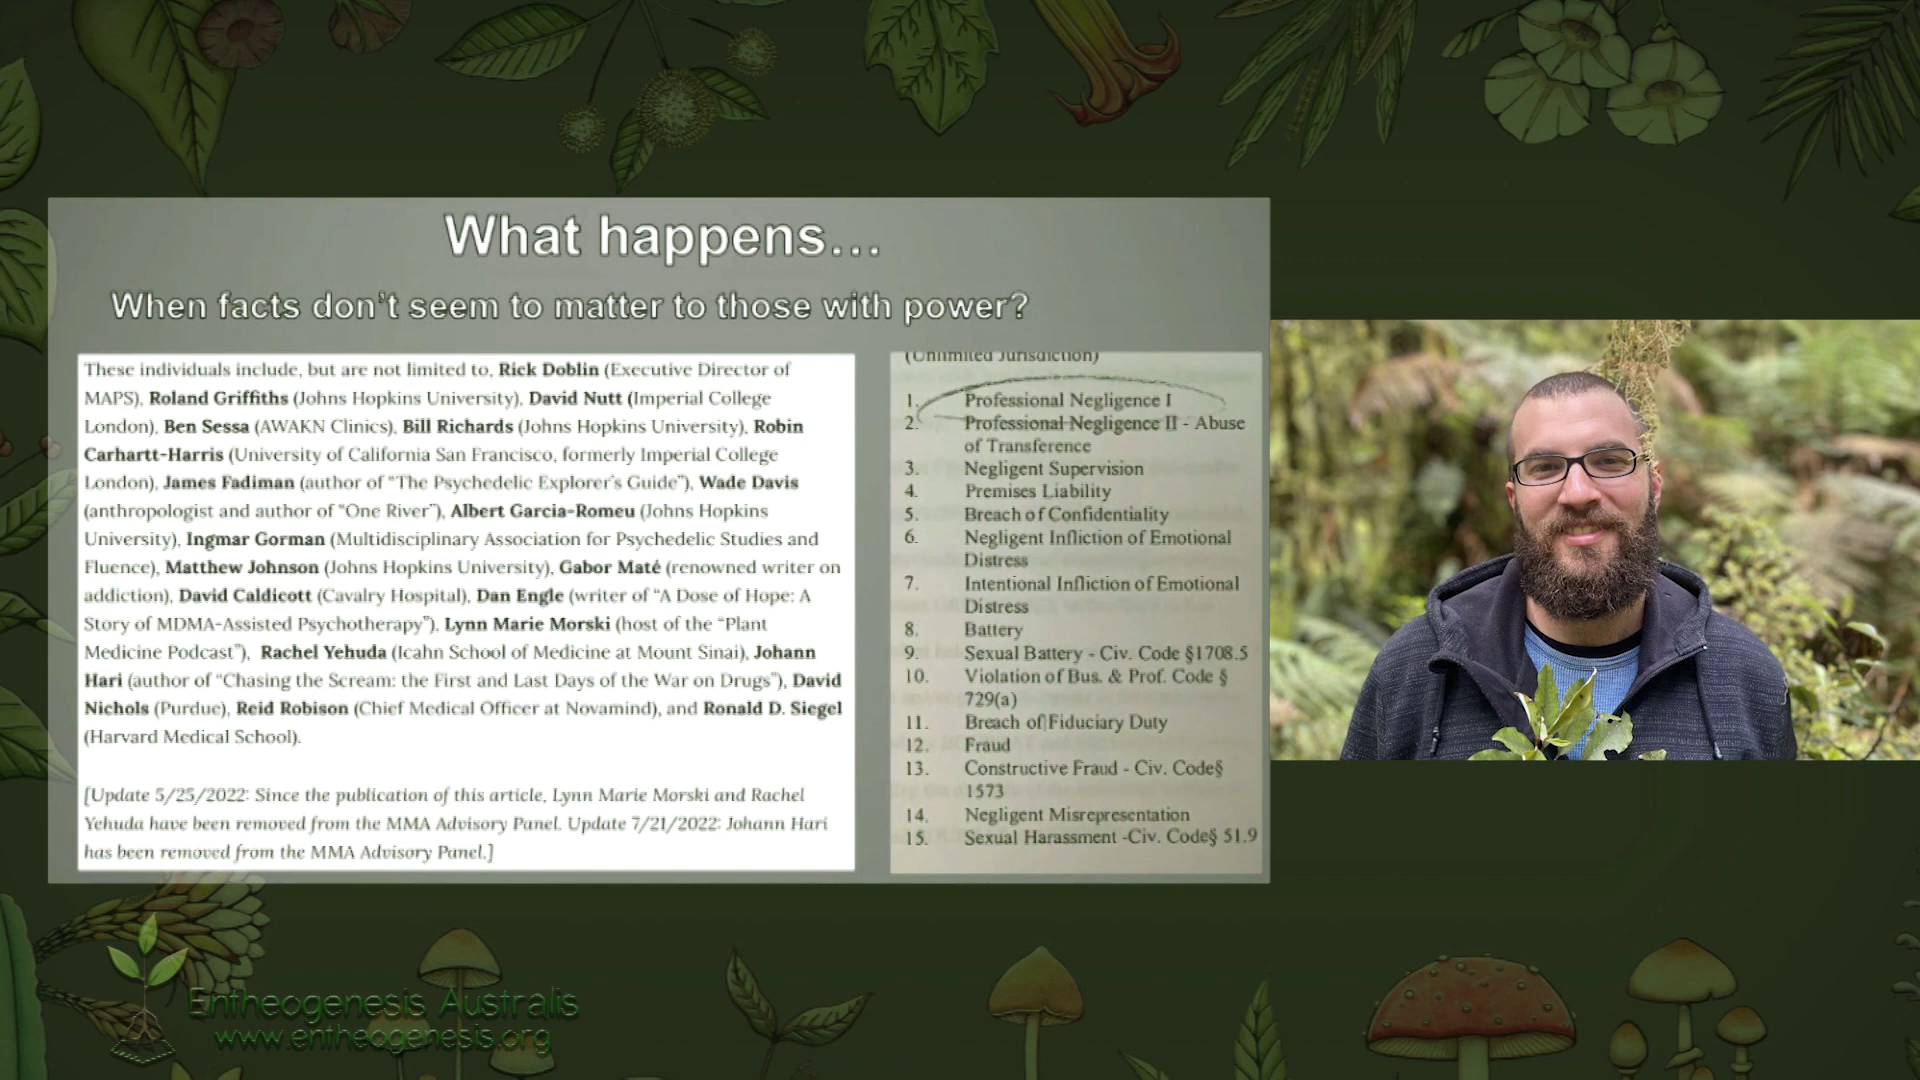 What happens…
When facts don't seem to matter to those with power?
These individuals include, but are not limited to, Rick Doblin (Executive Director of
MAPS), Roland Griffiths (Johns Hopkins University), David Nutt (Imperial College
London), Ben Sessa (AWAKN Clinics), Bill Richards (Johns Hopkins University), Robin
Carhartt-Harris (University of California San Francisco, formerly Imperial College
London), James Fadiman (author of "The Psychedelic Explorer's Guide"), Wade Davis
(anthropologist and author of "One River"), Albert Garcia-Romeu (Johns Hopkins
University), Ingmar Gorman (Multidisciplinary Association for Psychedelic Studies and
Fluence), Matthew Johnson (Johns Hopkins University), Gabor Maté (renowned writer on
addiction), David Caldicott (Cavalry Hospital), Dan Engle (writer of "A Dose of Hope: A
Story of MDMA-Assisted Psychotherapy"), Lynn Marie Morski (host of the "Plant
Medicine Podcast"), Rachel Yehuda (Icahn School of Medicine at Mount Sinai), Johann
Hari (author of "Chasing the Scream: the First and Last Days of the War on Drugs"), David
Nichols (Purdue), Reid Robison (Chief Medical Officer at Novamind), and Ronald D. Siegel
(Harvard Medical School).
[Update 5/25/2022: Since the publication of this article, Lynn Marie Morski and Rachel
Yehuda have been removed from the MMA Advisory Panel. Update 7/21/2022: Johann Hari
has been removed from the MMA Advisory Panel.]
(Unlimited Jurisdiction)
1. Professional Negligence I
2. Professional Negligence II - Abuse
of Transference
3. Negligent Supervision
4. Premises Liability
5. Breach of Confidentiality
6. Negligent Infliction of Emotional
Distress
7. Intentional Infliction of Emotional
Distress
8. Battery
9. Sexual Battery - Civ. Code §1708.5
10. Violation of Bus. & Prof. Code §
729(a)
11. Breach of Fiduciary Duty
12. Fraud
13. Constructive Fraud - Civ. Code§
1573
14. Negligent Misrepresentation
15. Sexual Harassment -Civ. Code§ 51.9
Entheogenesis Australis
www.entheogenesis.org